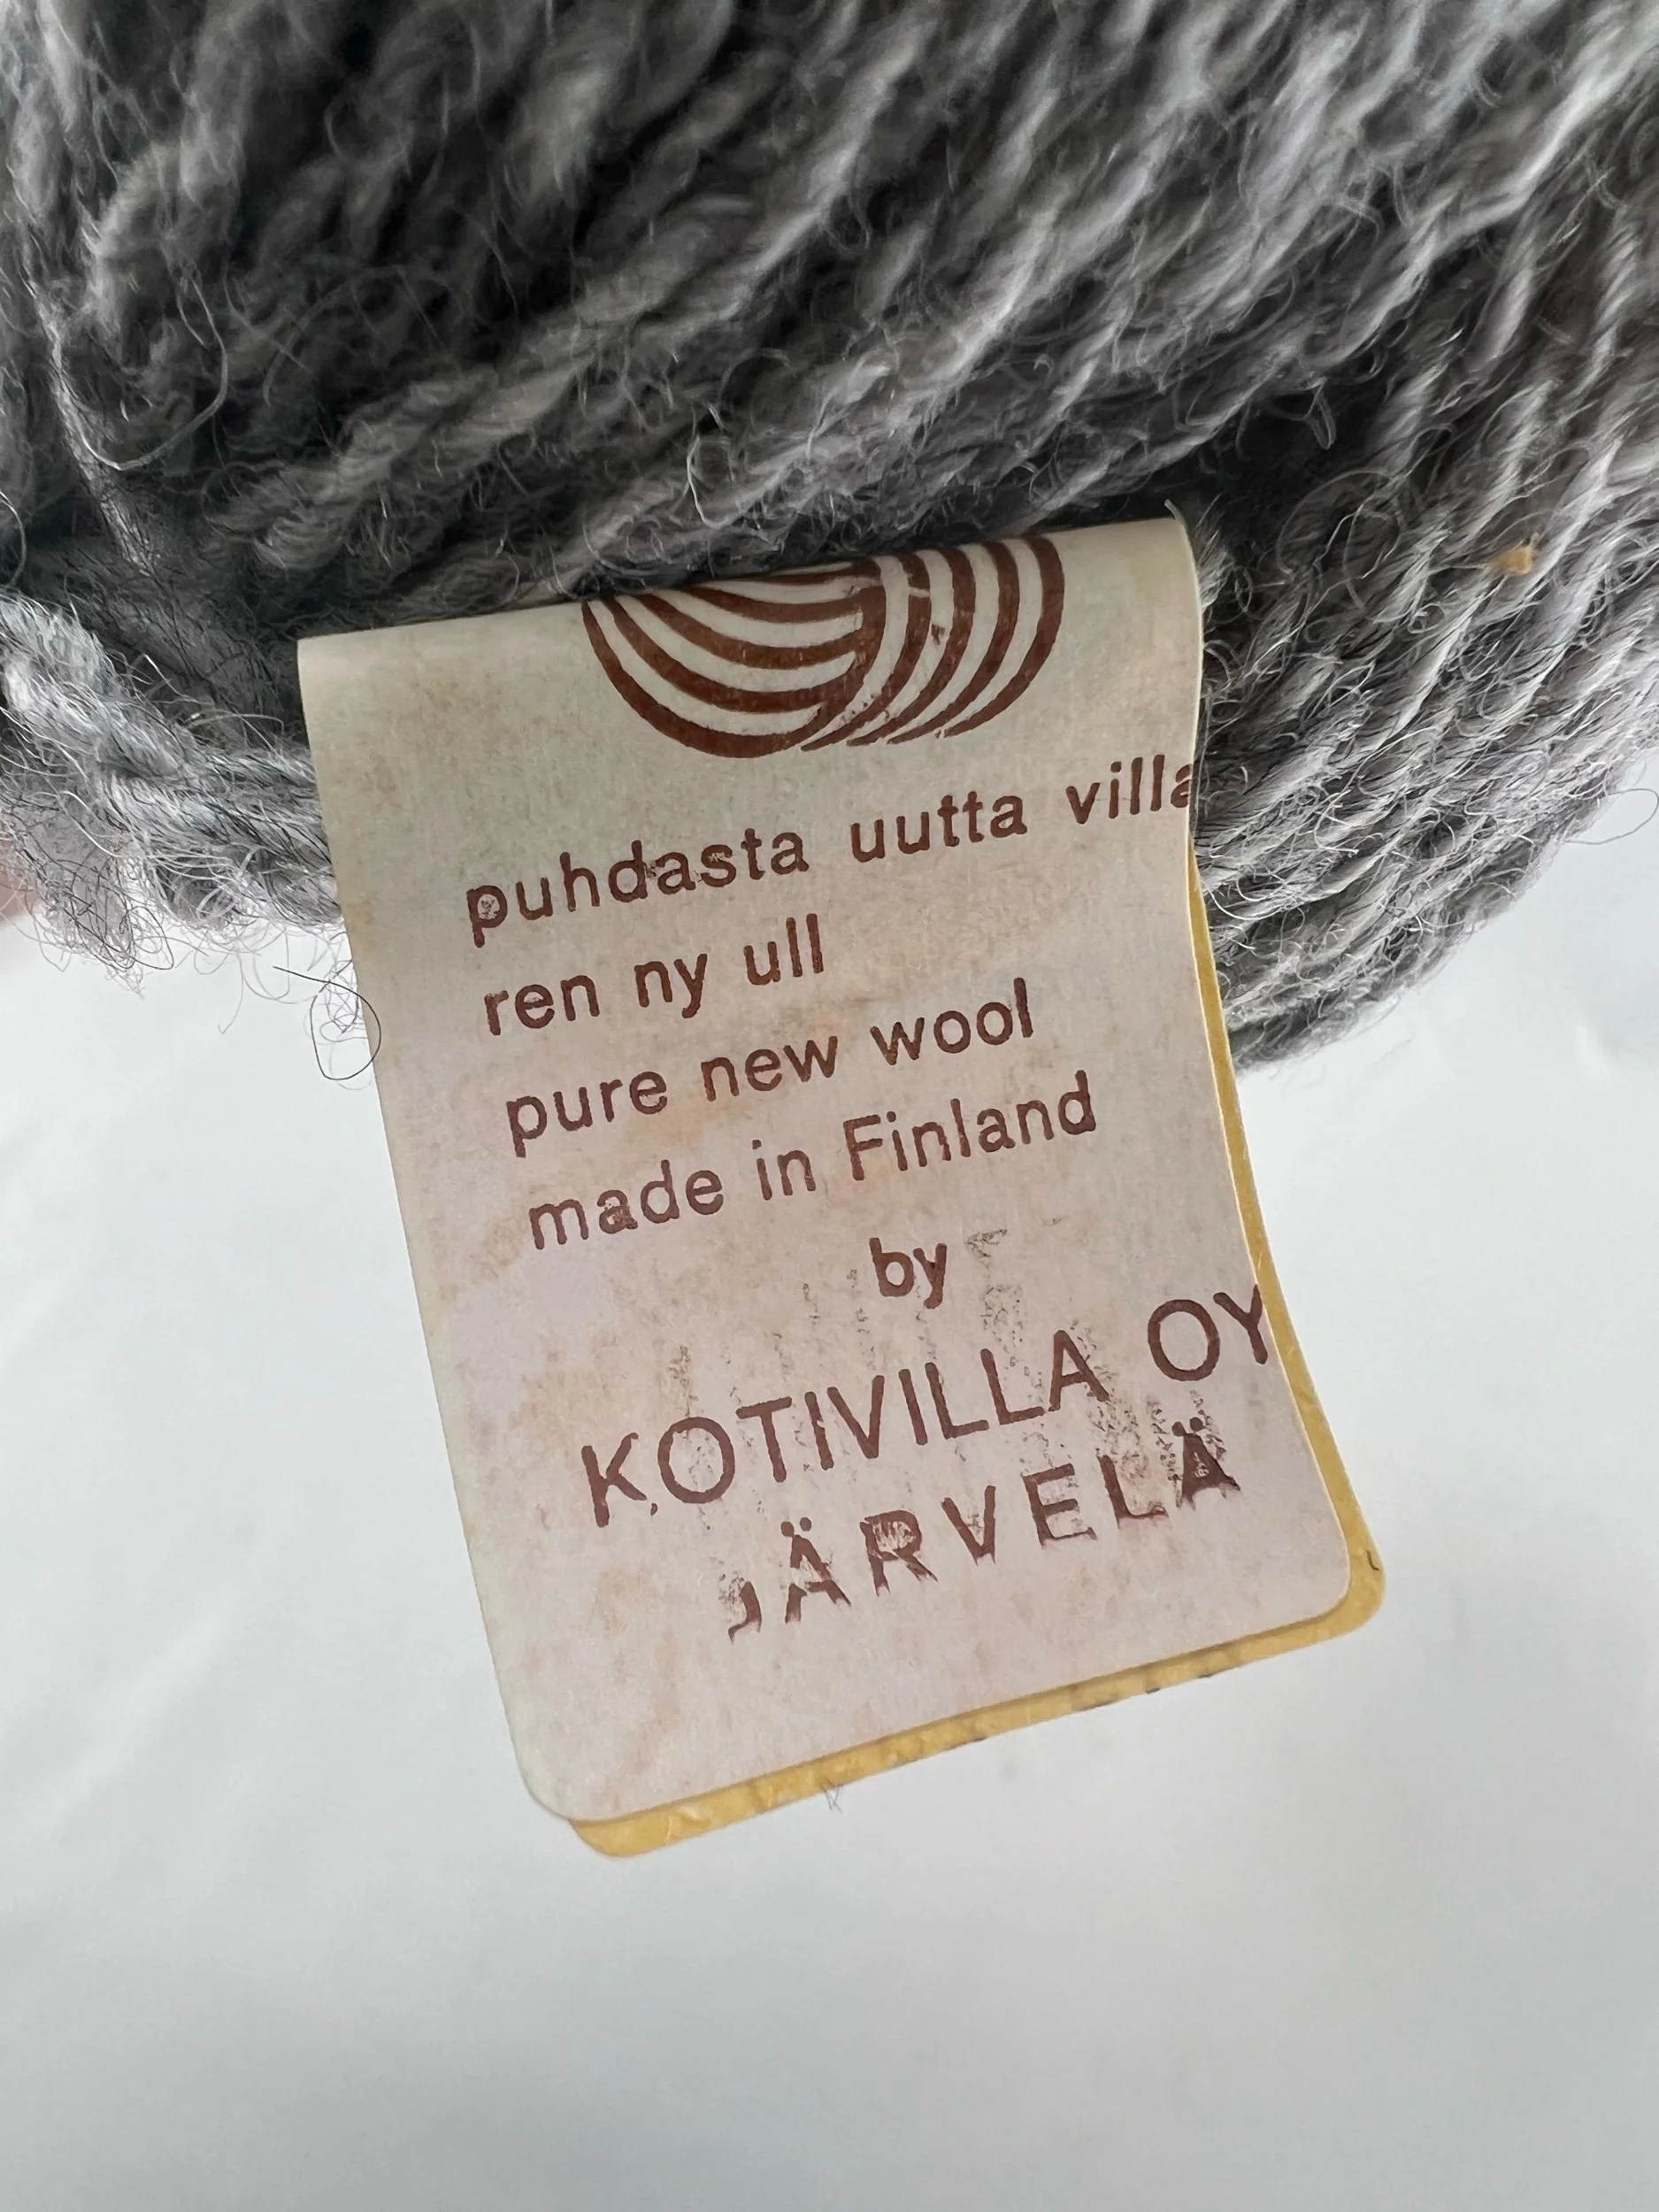 puhdasta uutta villa
ren ny ull
pure new wool
made in Finland
by
KOTIVILLA OY
JÄRVELÄ